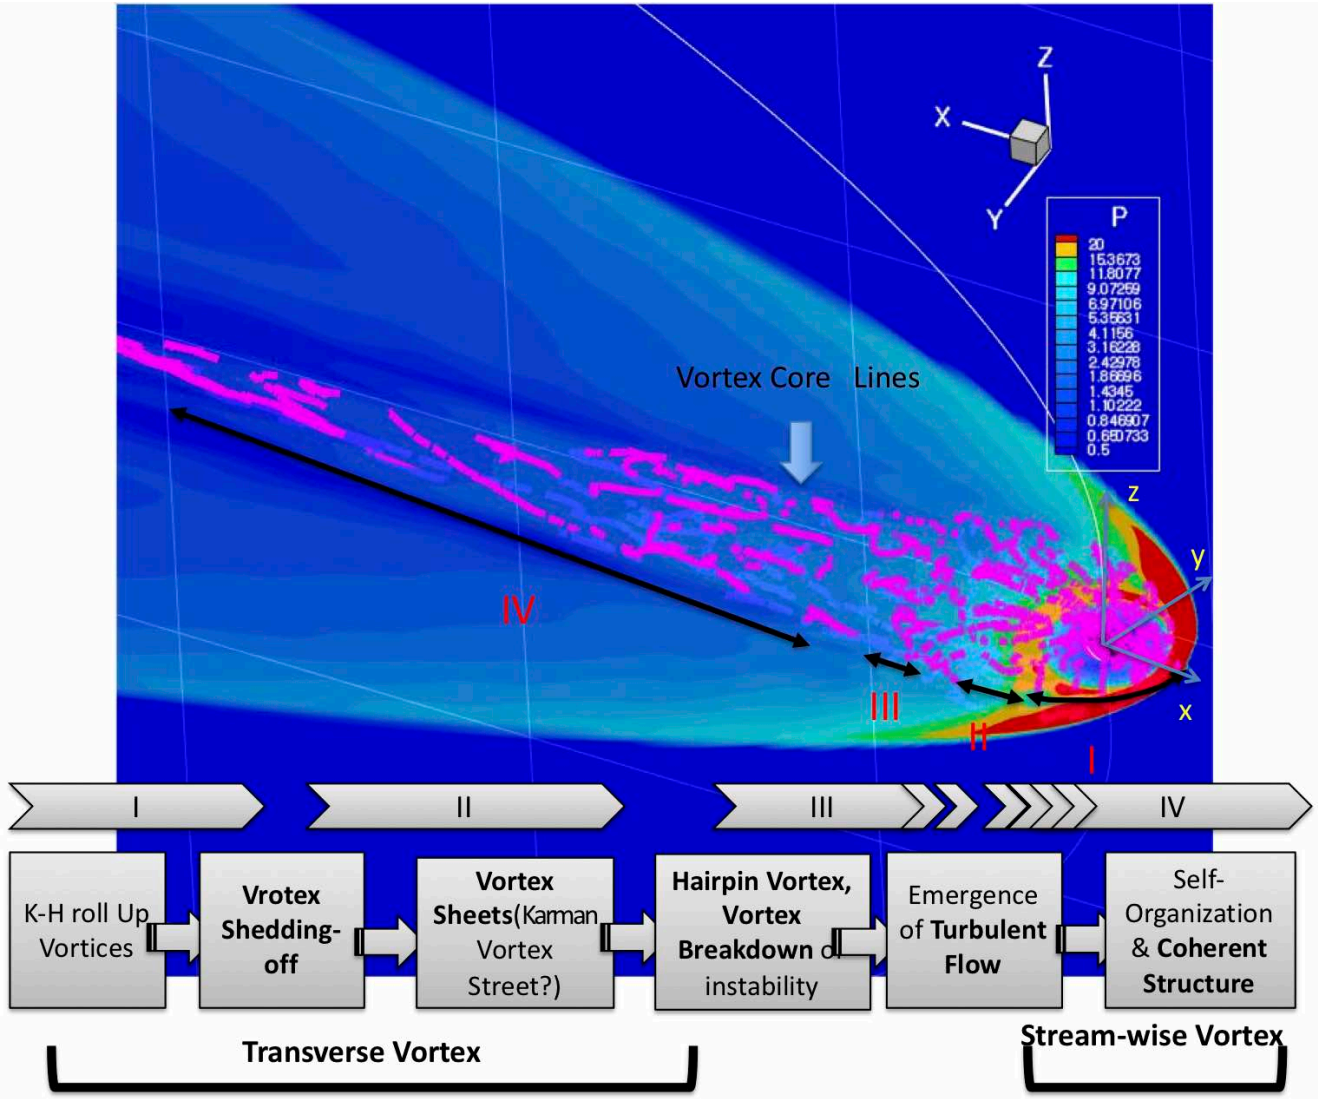 Z
X
Y
P
20
15.3673
11.8077
9.07259
6.97106
5.35631
4.1156
3.16228
2.42978
1.86696
1.4345
1.10222
0.846907
0.650733
0.5
Vortex Core Lines
z
y
x
IV
III
II
I
I
II
III
IV
K-H roll Up
Vortices
Vrotex
Shedding-
off
Vortex
Sheets(Karman
Vortex
Street?)
Hairpin Vortex,
Vortex
Breakdown or
instability
Emergence
of Turbulent
Flow
Self-
Organization
& Coherent
Structure
Transverse Vortex
Stream-wise Vortex